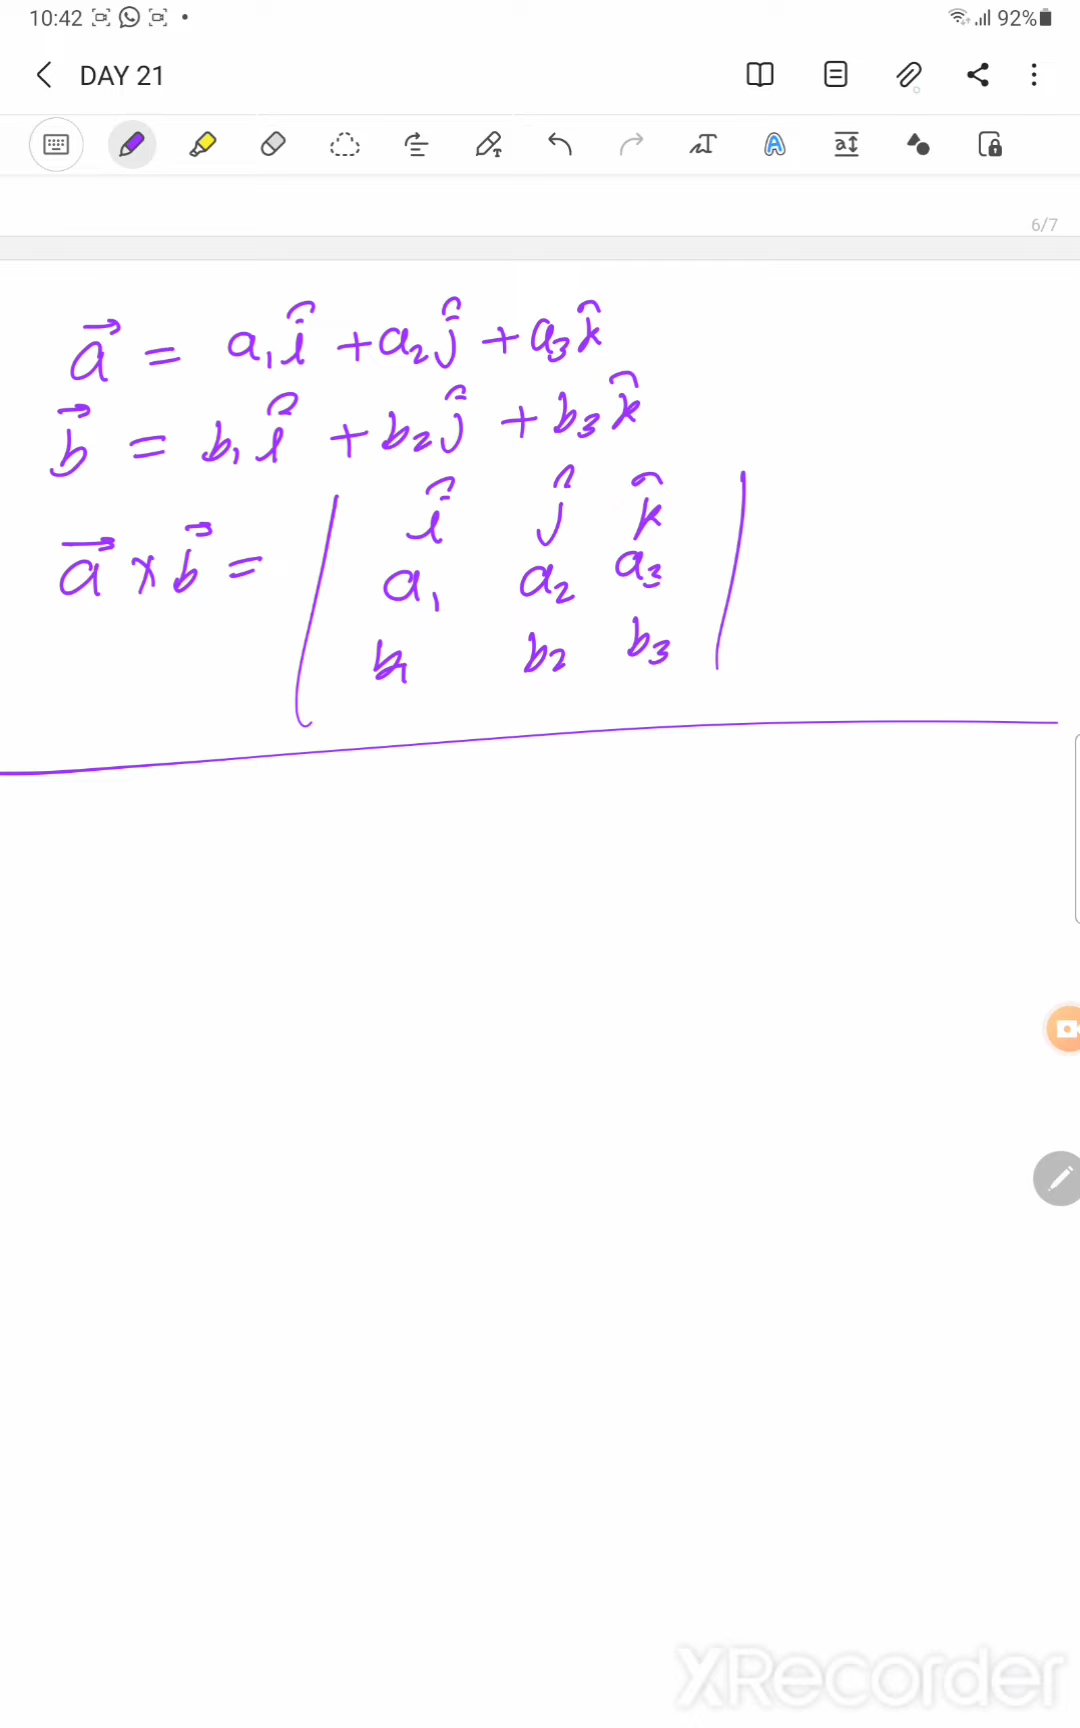 10:42 92%
DAY 21
6/7
a⃗ = a₁î + a₂ĵ + a₃k̂
b⃗ = b₁î + b₂ĵ + b₃k̂
a⃗ × b⃗ = | î ĵ k̂ |
a₁ a₂ a₃
b₁ b₂ b₃
XRecorder